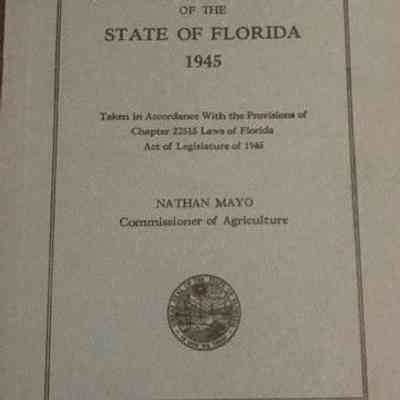 OF THE
STATE OF FLORIDA
1945
Taken in Accordance With the Provisions of
Chapter 22515 Laws of Florida
Act of Legislature of 1945
NATHAN MAYO
Commissioner of Agriculture